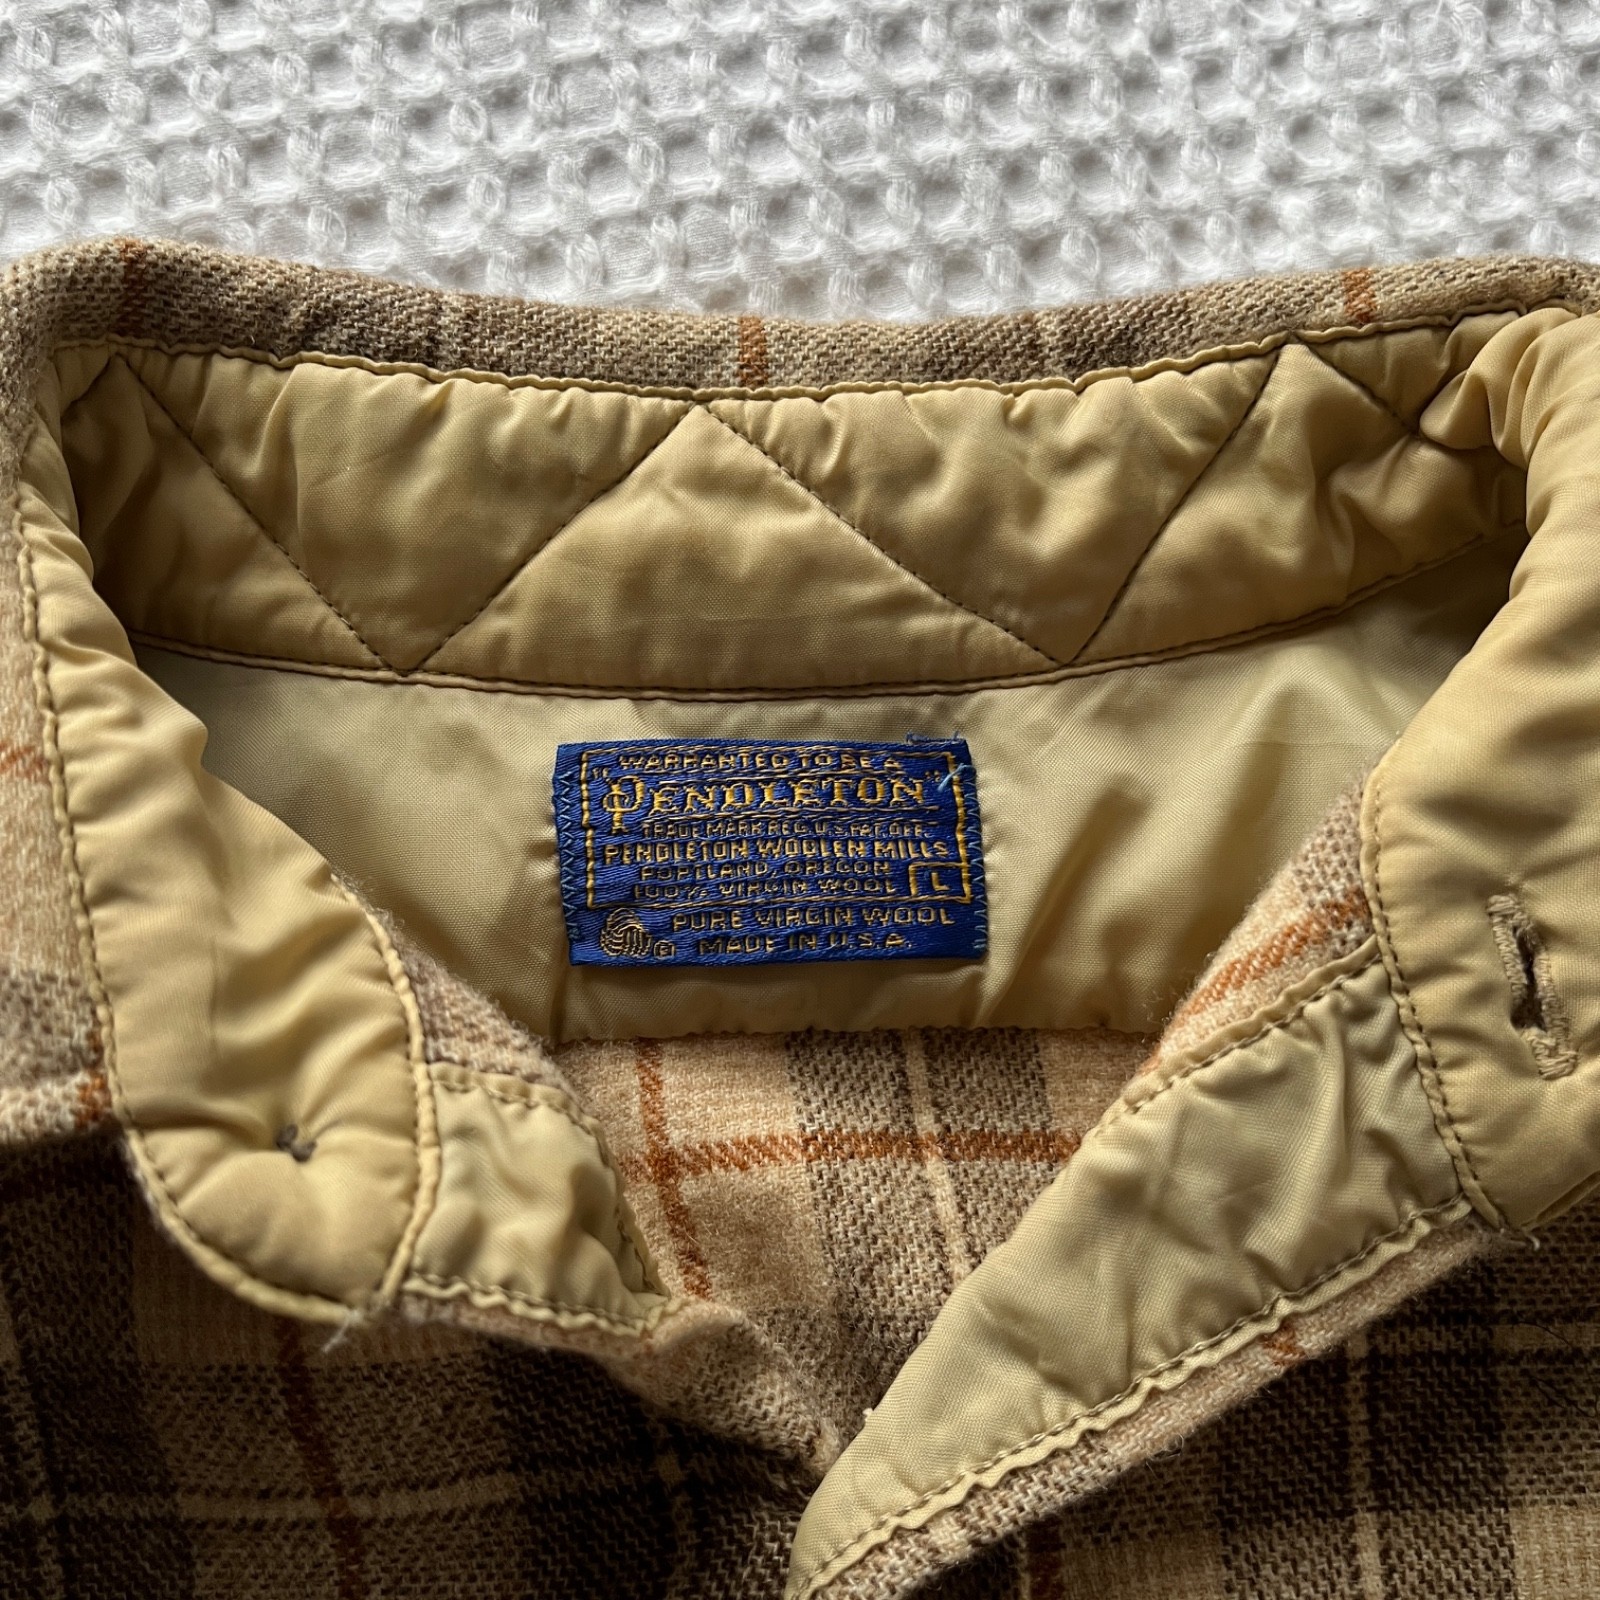 WARRANTED TO BE A
"PENDLETON"
TRADE MARK REG. U.S. PAT. OFF.
PENDLETON WOOLEN MILLS
PORTLAND, OREGON
100% VIRGIN WOOL L
PURE VIRGIN WOOL
R MADE IN U.S.A.